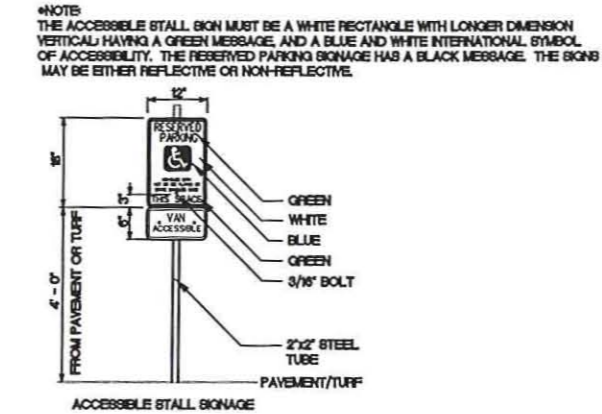 *NOTE:
THE ACCESSIBLE STALL SIGN MUST BE A WHITE RECTANGLE WITH LONGER DIMENSION
VERTICAL; HAVING A GREEN MESSAGE, AND A BLUE AND WHITE INTERNATIONAL SYMBOL
OF ACCESSIBILITY. THE RESERVED PARKING SIGNAGE HAS A BLACK MESSAGE. THE SIGNS
MAY BE EITHER REFLECTIVE OR NON-REFLECTIVE.
12"
RESERVED
PARKING
THIS SPACE
VAN
ACCESSIBLE
18"
3"
6"
4' - 0"
FROM PAVEMENT OR TURF
GREEN
WHITE
BLUE
GREEN
3/16" BOLT
2"x2" STEEL
TUBE
PAVEMENT/TURF
ACCESSIBLE STALL SIGNAGE